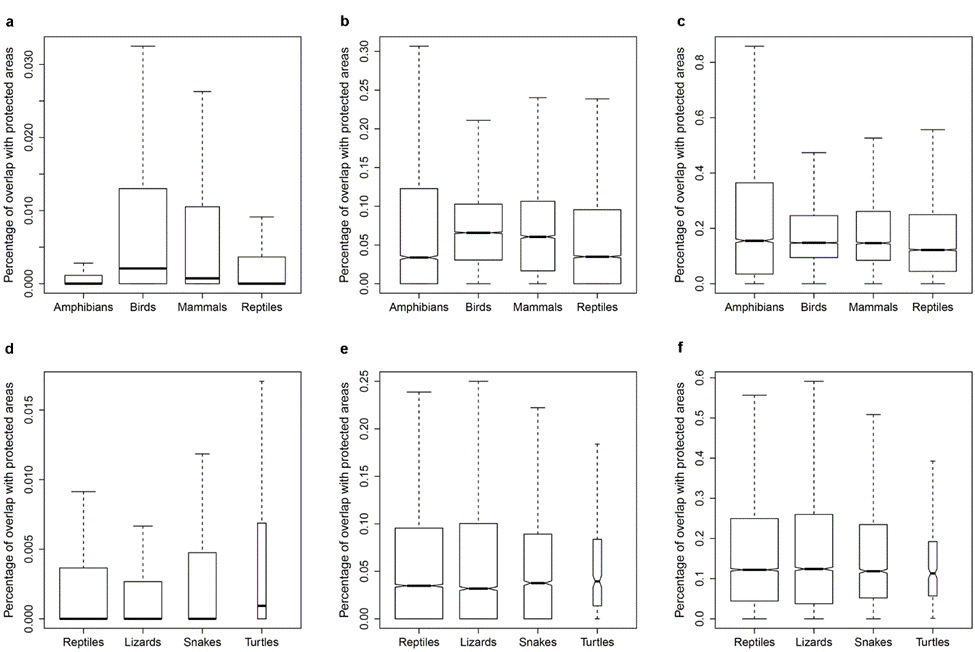 a
Percentage of overlap with protected areas
0.000
0.010
0.020
0.030
Amphibians Birds Mammals Reptiles
b
Percentage of overlap with protected areas
0.00
0.05
0.10
0.15
0.20
0.25
0.30
Amphibians Birds Mammals Reptiles
c
Percentage of overlap with protected areas
0.0
0.2
0.4
0.6
0.8
Amphibians Birds Mammals Reptiles
d
Percentage of overlap with protected areas
0.000
0.005
0.010
0.015
Reptiles Lizards Snakes Turtles
e
Percentage of overlap with protected areas
0.00
0.05
0.10
0.15
0.20
0.25
Reptiles Lizards Snakes Turtles
f
Percentage of overlap with protected areas
0.0
0.1
0.2
0.3
0.4
0.5
0.6
Reptiles Lizards Snakes Turtles